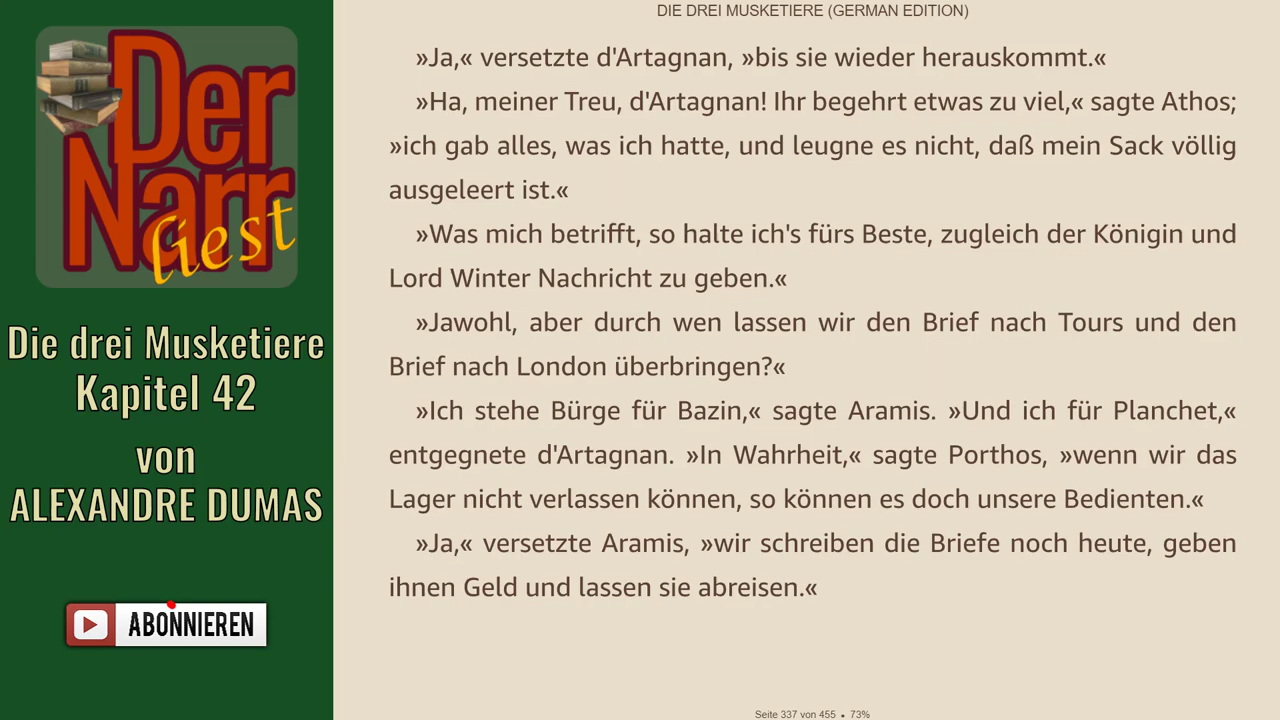 Der
Narr
liest
Die drei Musketiere
Kapitel 42
von
ALEXANDRE DUMAS
ABONNIEREN
DIE DREI MUSKETIERE (GERMAN EDITION)
»Ja,« versetzte d'Artagnan, »bis sie wieder herauskommt.«
»Ha, meiner Treu, d'Artagnan! Ihr begehrt etwas zu viel,« sagte Athos;
»ich gab alles, was ich hatte, und leugne es nicht, daß mein Sack völlig
ausgeleert ist.«
»Was mich betrifft, so halte ich's fürs Beste, zugleich der Königin und
Lord Winter Nachricht zu geben.«
»Jawohl, aber durch wen lassen wir den Brief nach Tours und den
Brief nach London überbringen?«
»Ich stehe Bürge für Bazin,« sagte Aramis. »Und ich für Planchet,«
entgegnete d'Artagnan. »In Wahrheit,« sagte Porthos, »wenn wir das
Lager nicht verlassen können, so können es doch unsere Bedienten.«
»Ja,« versetzte Aramis, »wir schreiben die Briefe noch heute, geben
ihnen Geld und lassen sie abreisen.«
Seite 337 von 455 • 73%